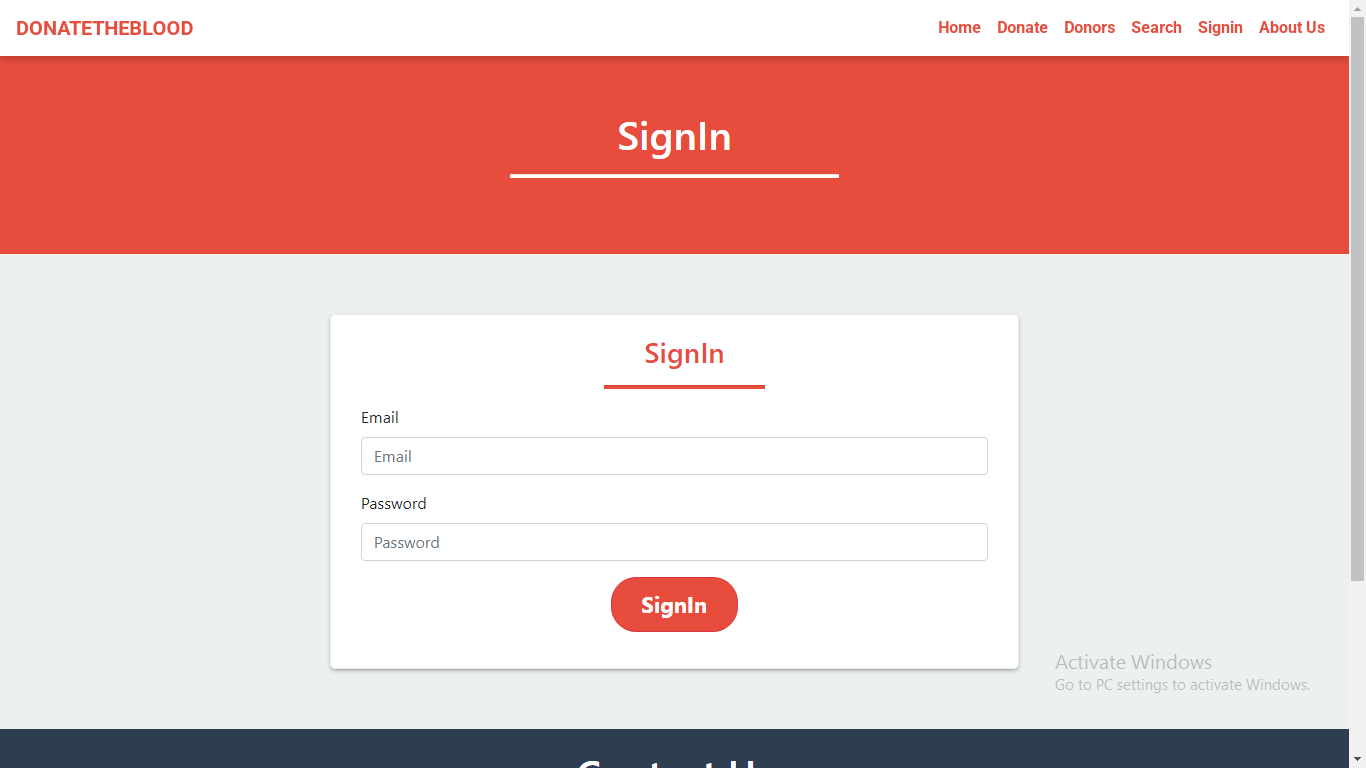 DONATETHEBLOOD
Home Donate Donors Search Signin About Us
SignIn
SignIn
Email
Email
Password
Password
SignIn
Activate Windows
Go to PC settings to activate Windows.